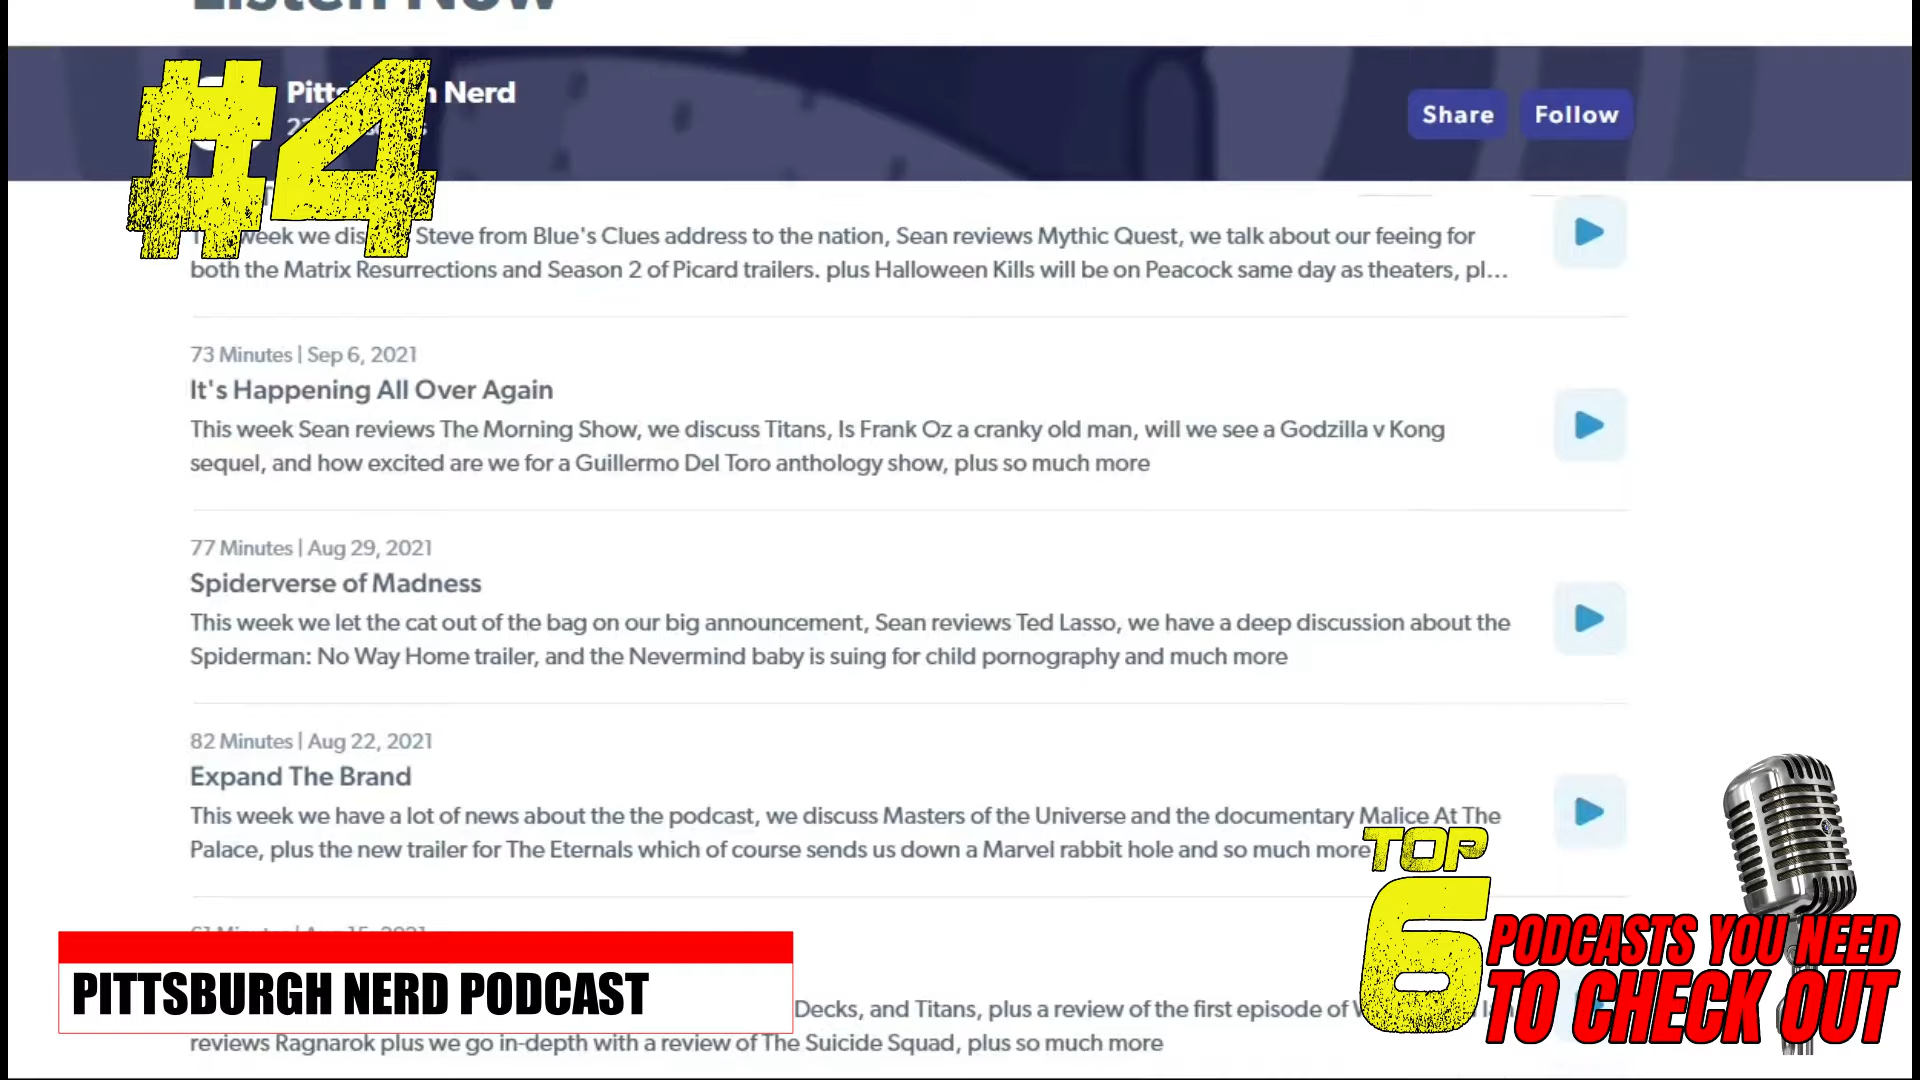 Listen Now
#4
Nerd
Share
Follow
week we Steve from Blue's Clues address to the nation, Sean reviews Mythic Quest, we talk about our feeing for
both the Matrix Resurrections and Season 2 of Picard trailers. plus Halloween Kills will be on Peacock same day as theaters, pl...
73 Minutes | Sep 6, 2021
It's Happening All Over Again
This week Sean reviews The Morning Show, we discuss Titans, Is Frank Oz a cranky old man, will we see a Godzilla v Kong
sequel, and how excited are we for a Guillermo Del Toro anthology show, plus so much more
77 Minutes | Aug 29, 2021
Spiderverse of Madness
This week we let the cat out of the bag on our big announcement, Sean reviews Ted Lasso, we have a deep discussion about the
Spiderman: No Way Home trailer, and the Nevermind baby is suing for child pornography and much more
82 Minutes | Aug 22, 2021
Expand The Brand
This week we have a lot of news about the the podcast, we discuss Masters of the Universe and the documentary Malice At The
Palace, plus the new trailer for The Eternals which of course sends us down a Marvel rabbit hole and so much more
61 Minutes | Aug 15, 2021
Decks, and Titans, plus a review of the first episode of
reviews Ragnarok plus we go in-depth with a review of The Suicide Squad, plus so much more
PITTSBURGH NERD PODCAST
TOP
6
PODCASTS YOU NEED
TO CHECK OUT